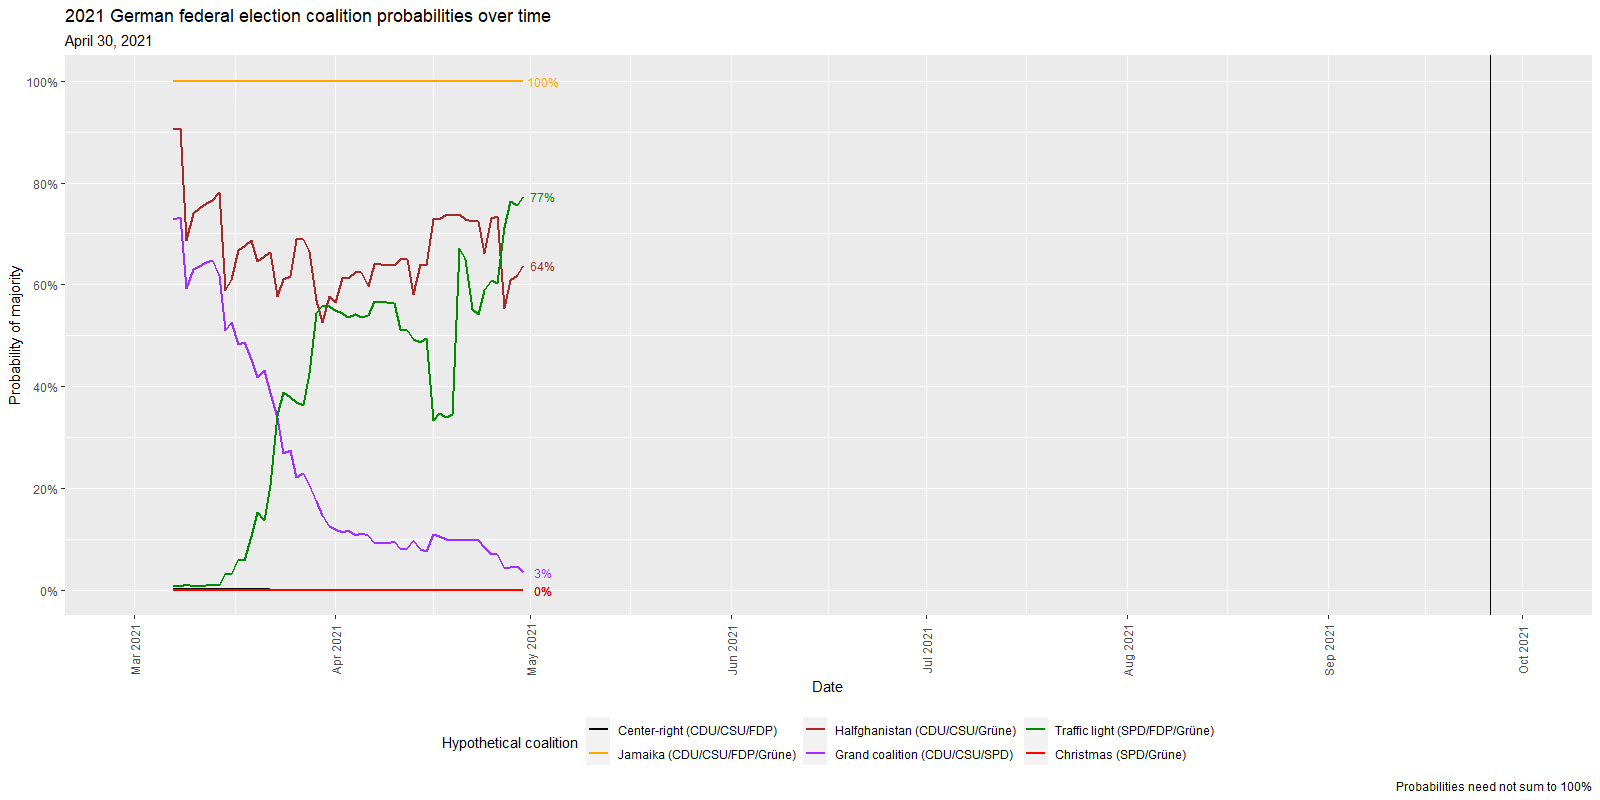 2021 German federal election coalition probabilities over time
April 30, 2021
Probability of majority
100%
80%
60%
40%
20%
0%
100%
77%
64%
3%
0%
Mar 2021
Apr 2021
May 2021
Jun 2021
Jul 2021
Aug 2021
Sep 2021
Oct 2021
Date
Hypothetical coalition
Center-right (CDU/CSU/FDP)
Halfghanistan (CDU/CSU/Grüne)
Traffic light (SPD/FDP/Grüne)
Jamaika (CDU/CSU/FDP/Grüne)
Grand coalition (CDU/CSU/SPD)
Christmas (SPD/Grüne)
Probabilities need not sum to 100%